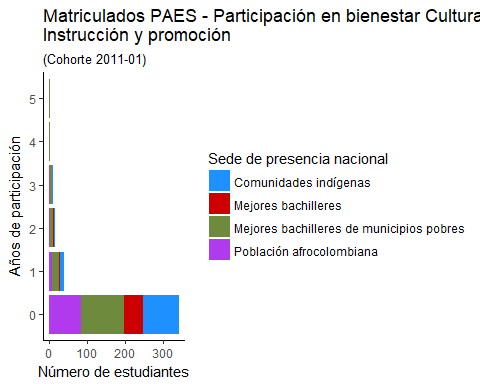 Matriculados PAES - Participación en bienestar Cultura
Instrucción y promoción
(Cohorte 2011-01)
Años de participación
5
4
3
2
1
0
0 100 200 300
Número de estudiantes
Sede de presencia nacional
Comunidades indígenas
Mejores bachilleres
Mejores bachilleres de municipios pobres
Población afrocolombiana